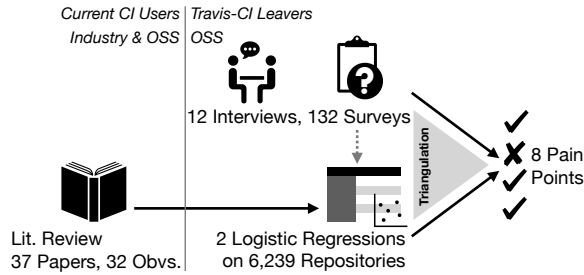 Current CI Users
Industry & OSS
Travis-CI Leavers
OSS
12 Interviews, 132 Surveys
Triangulation
8 Pain
Points
Lit. Review
37 Papers, 32 Obvs.
2 Logistic Regressions
on 6,239 Repositories